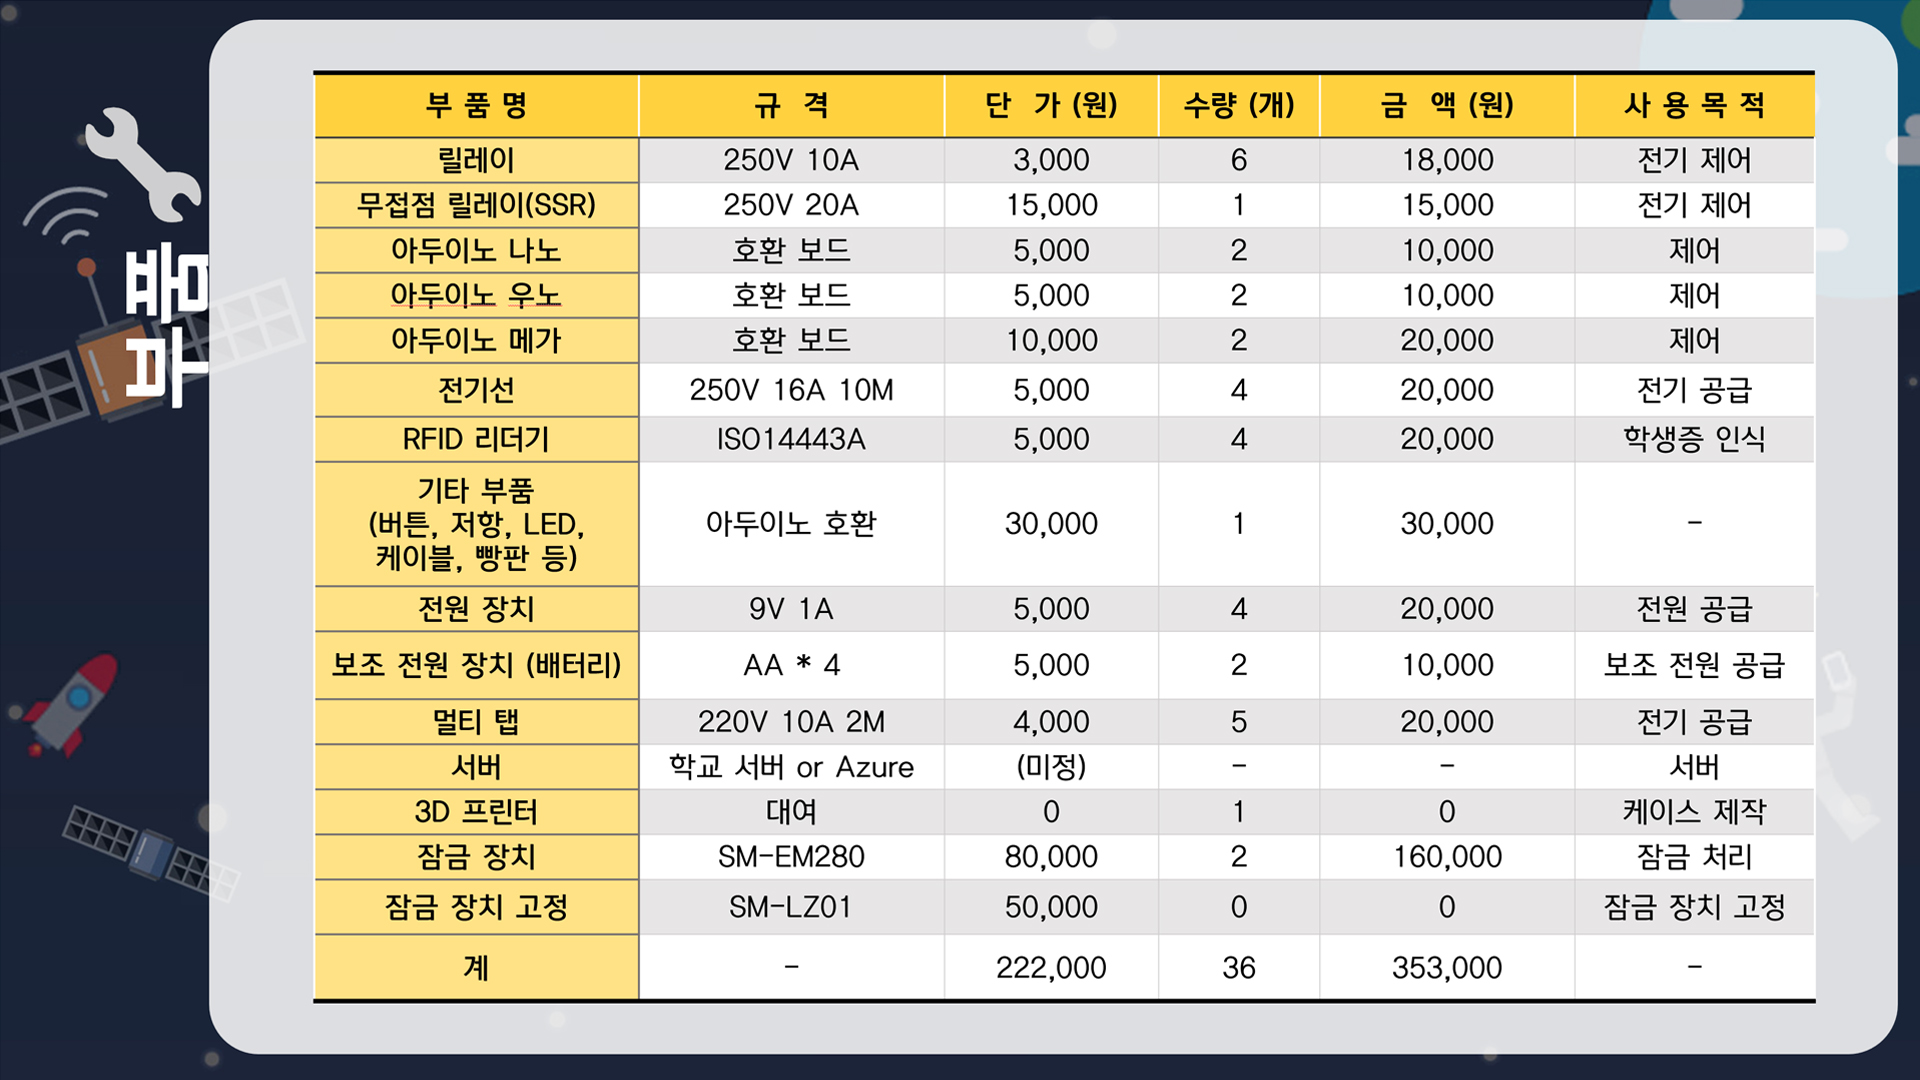 부품
부 품 명 규 격 단 가 (원) 수량 (개) 금 액 (원) 사 용 목 적
릴레이 250V 10A 3,000 6 18,000 전기 제어
무접점 릴레이(SSR) 250V 20A 15,000 1 15,000 전기 제어
아두이노 나노 호환 보드 5,000 2 10,000 제어
아두이노 우노 호환 보드 5,000 2 10,000 제어
아두이노 메가 호환 보드 10,000 2 20,000 제어
전기선 250V 16A 10M 5,000 4 20,000 전기 공급
RFID 리더기 ISO14443A 5,000 4 20,000 학생증 인식
기타 부품
(버튼, 저항, LED,
케이블, 빵판 등) 아두이노 호환 30,000 1 30,000 -
전원 장치 9V 1A 5,000 4 20,000 전원 공급
보조 전원 장치 (배터리) AA * 4 5,000 2 10,000 보조 전원 공급
멀티 탭 220V 10A 2M 4,000 5 20,000 전기 공급
서버 학교 서버 or Azure (미정) - - 서버
3D 프린터 대여 0 1 0 케이스 제작
잠금 장치 SM-EM280 80,000 2 160,000 잠금 처리
잠금 장치 고정 SM-LZ01 50,000 0 0 잠금 장치 고정
계 - 222,000 36 353,000 -